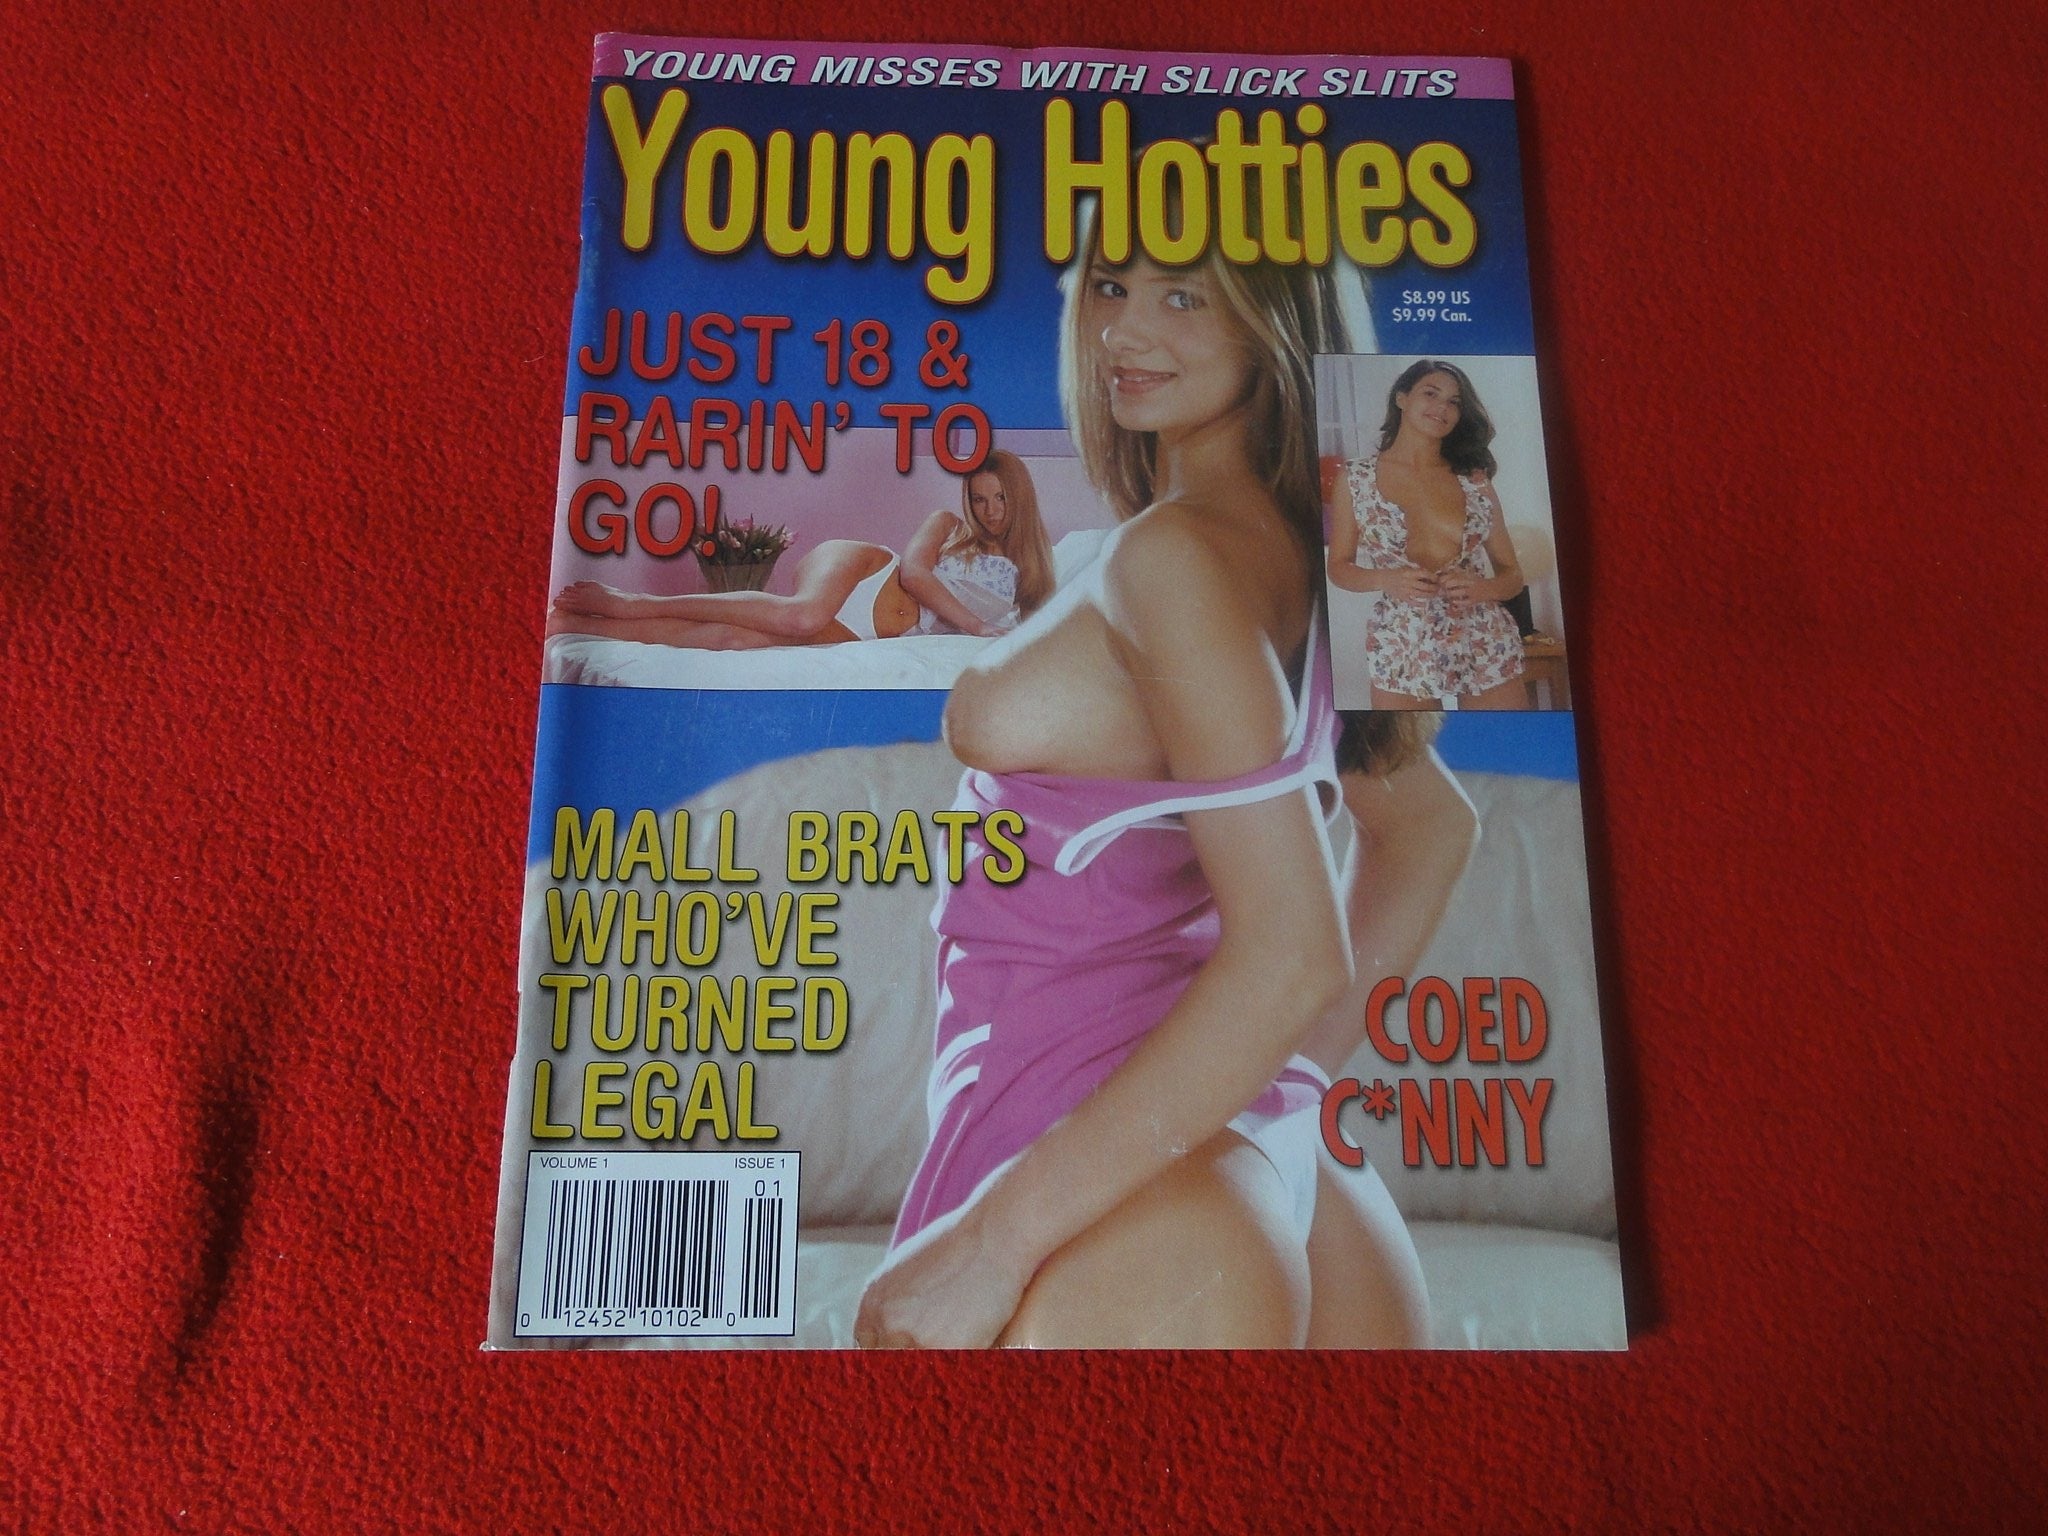 YOUNG MISSES WITH SLICK SLITS
Young Hotties
$8.99 US
$9.99 Can.
JUST 18 &
RARIN' TO
GO!
MALL BRATS
WHO'VE
TURNED
LEGAL
COED
C*NNY
VOLUME 1 ISSUE 1
01
0 12452 10102 0